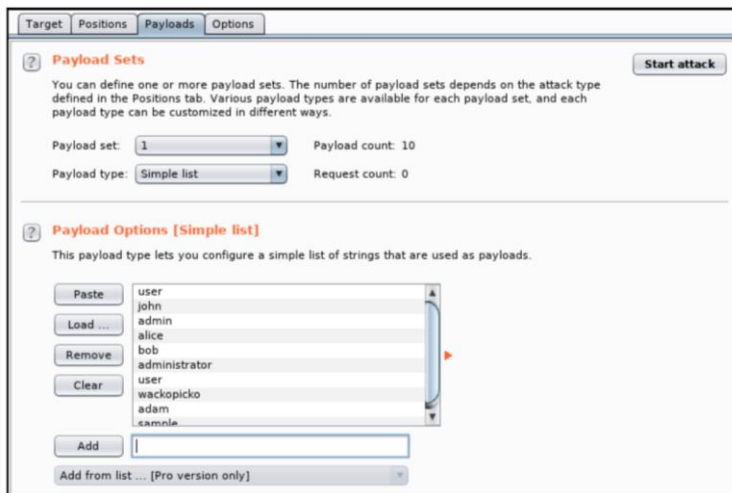 Target Positions Payloads Options
? Payload Sets
Start attack
You can define one or more payload sets. The number of payload sets depends on the attack type
defined in the Positions tab. Various payload types are available for each payload set, and each
payload type can be customized in different ways.
Payload set: 1 Payload count: 10
Payload type: Simple list Request count: 0
? Payload Options [Simple list]
This payload type lets you configure a simple list of strings that are used as payloads.
Paste
Load ...
Remove
Clear
user
john
admin
alice
bob
administrator
user
wackopicko
adam
sample
Add
Add from list ... [Pro version only]